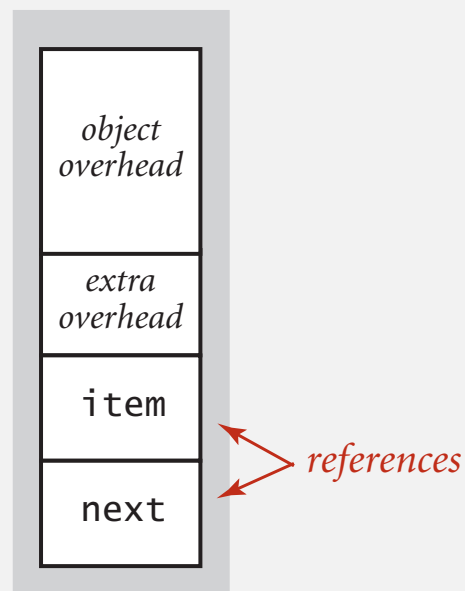 object
overhead
extra
overhead
item
references
next